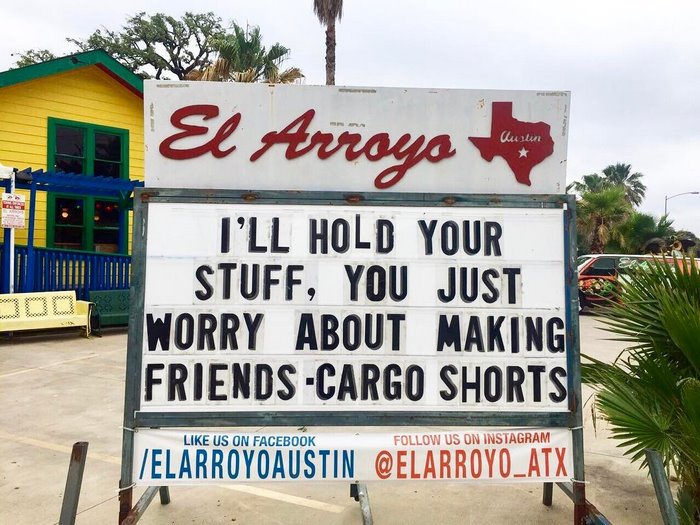 El Arroyo
Austin
I'LL HOLD YOUR
STUFF, YOU JUST
WORRY ABOUT MAKING
FRIENDS-CARGO SHORTS
LIKE US ON FACEBOOK
/ELARROYOAUSTIN
FOLLOW US ON INSTAGRAM
@ELARROYO_ATX